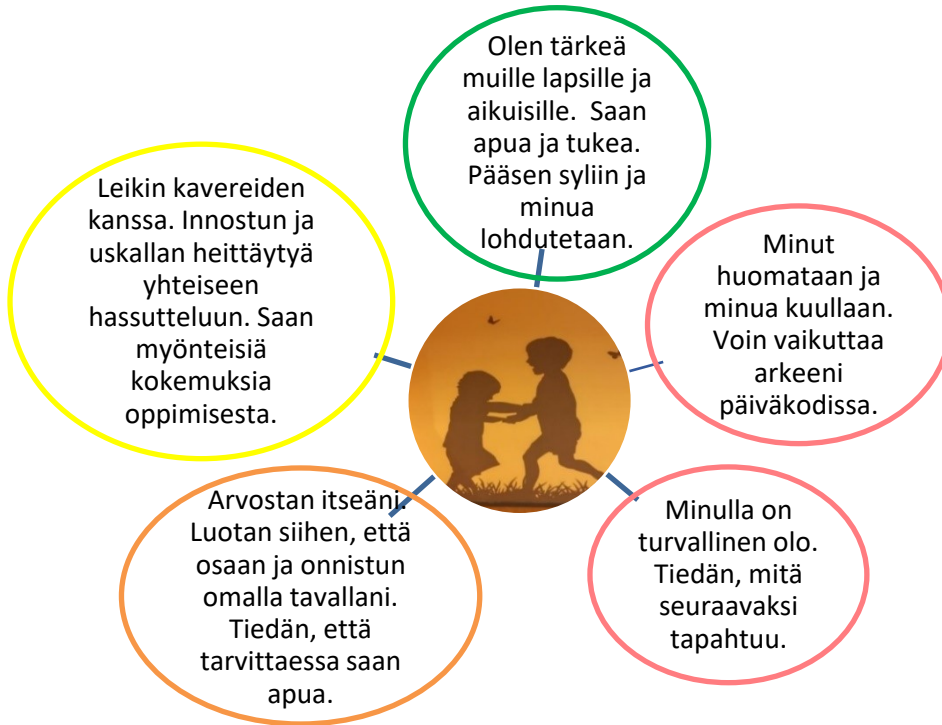 Olen tärkeä
muille lapsille ja
aikuisille.  Saan
apua ja tukea.
Pääsen syliin ja
minua
lohdutetaan.
Leikin kavereiden
kanssa. Innostun ja
uskallan heittäytyä
yhteiseen
hassutteluun. Saan
myönteisiä
kokemuksia
oppimisesta.
Minut
huomataan ja
minua kuullaan.
Voin vaikuttaa
arkeeni
päiväkodissa.
Arvostan itseäni.
Luotan siihen, että
osaan ja onnistun
omalla tavallani.
Tiedän, että
tarvittaessa saan
apua.
Minulla on
turvallinen olo.
Tiedän, mitä
seuraavaksi
tapahtuu.